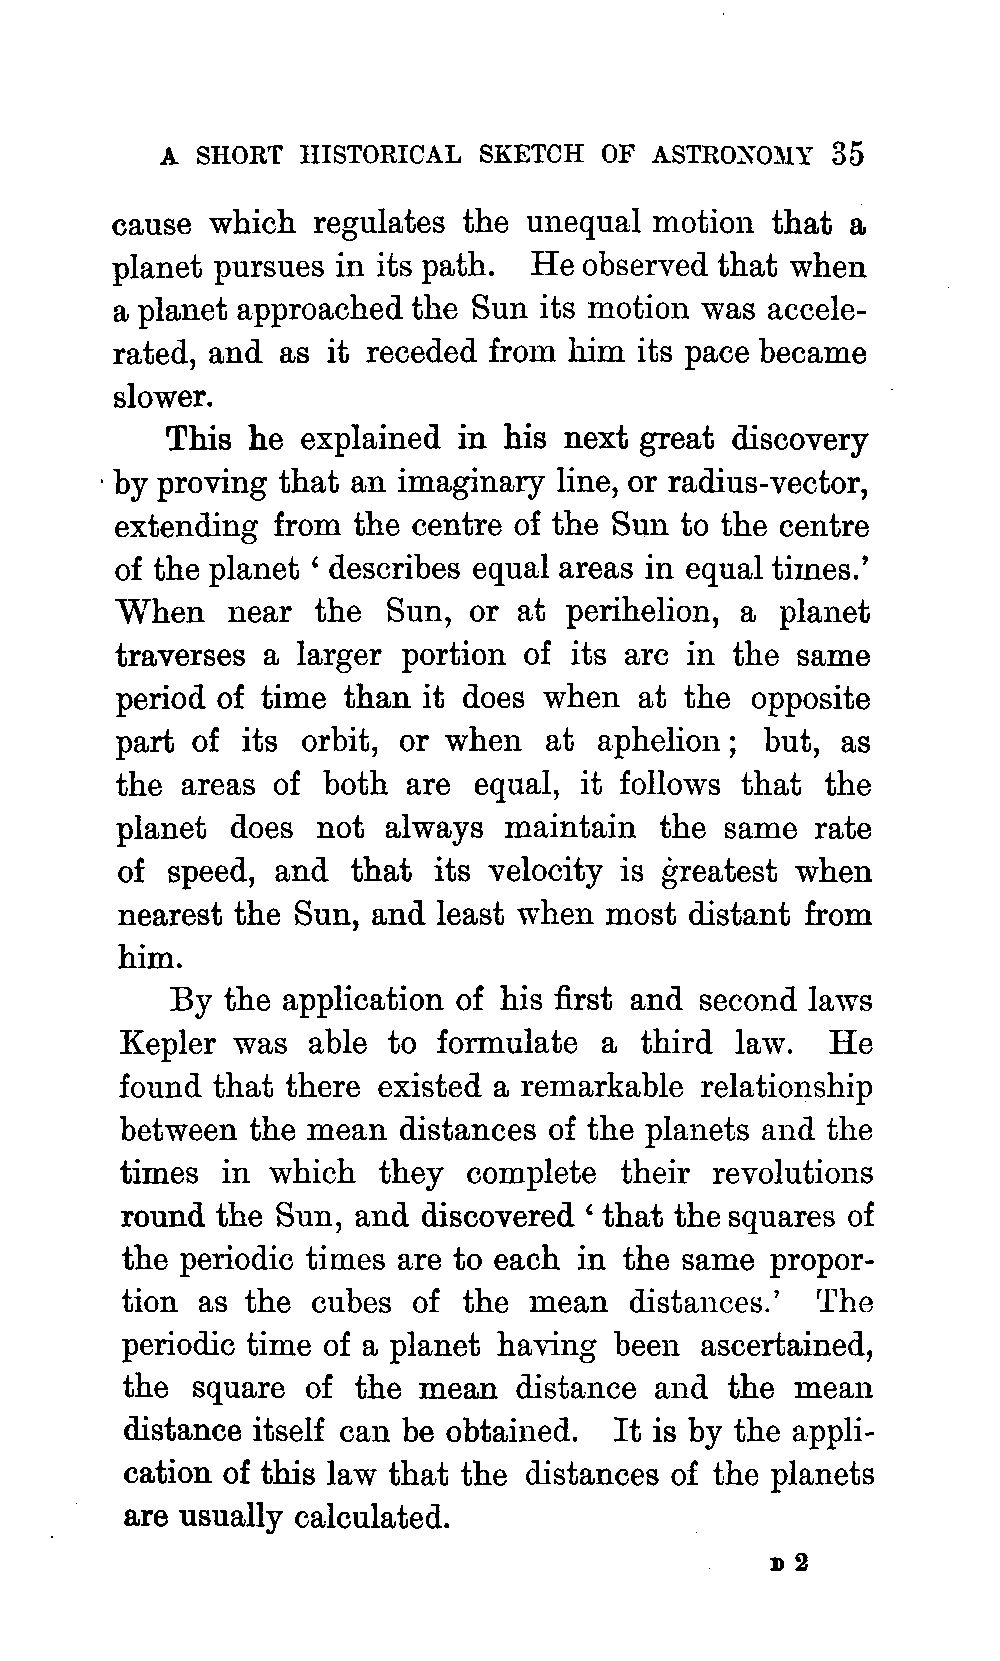 A SHORT HISTORICAL SKETCH OF ASTRONOMY 35
cause which regulates the unequal motion that a
planet pursues in its path. He observed that when
a planet approached the Sun its motion was accele-
rated, and as it receded from him its pace became
slower.
This he explained in his next great discovery
by proving that an imaginary line, or radius-vector,
extending from the centre of the Sun to the centre
of the planet ‘ describes equal areas in equal times.’
When near the Sun, or at perihelion, a planet
traverses a larger portion of its arc in the same
period of time than it does when at the opposite
part of its orbit, or when at aphelion ; but, as
the areas of both are equal, it follows that the
planet does not always maintain the same rate
of speed, and that its velocity is greatest when
nearest the Sun, and least when most distant from
him.
By the application of his first and second laws
Kepler was able to formulate a third law. He
found that there existed a remarkable relationship
between the mean distances of the planets and the
times in which they complete their revolutions
round the Sun, and discovered ‘ that the squares of
the periodic times are to each in the same propor-
tion as the cubes of the mean distances.’ The
periodic time of a planet having been ascertained,
the square of the mean distance and the mean
distance itself can be obtained. It is by the appli-
cation of this law that the distances of the planets
are usually calculated.
D 2